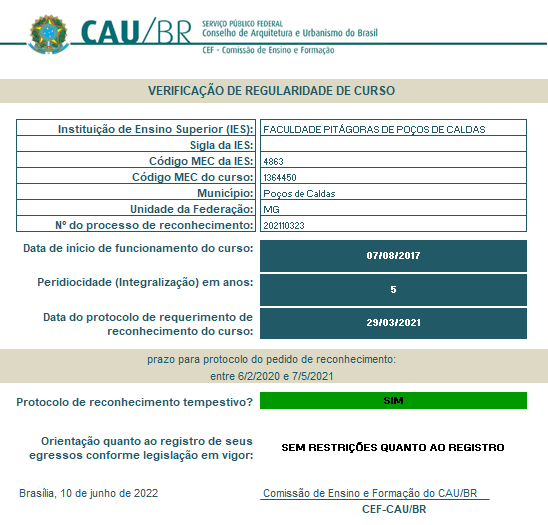 CAU/BR
SERVIÇO PÚBLICO FEDERAL
Conselho de Arquitetura e Urbanismo do Brasil
CEF - Comissão de Ensino e Formação
VERIFICAÇÃO DE REGULARIDADE DE CURSO
Instituição de Ensino Superior (IES): FACULDADE PITÁGORAS DE POÇOS DE CALDAS
Sigla da IES:
Código MEC da IES: 4863
Código MEC do curso: 1364450
Município: Poços de Caldas
Unidade da Federação: MG
Nº do processo de reconhecimento: 202110323
Data de início de funcionamento do curso: 07/08/2017
Peridiocidade (Integralização) em anos: 5
Data do protocolo de requerimento de
reconhecimento do curso: 29/03/2021
prazo para protocolo do pedido de reconhecimento:
entre 6/2/2020 e 7/5/2021
Protocolo de reconhecimento tempestivo? SIM
Orientação quanto ao registro de seus
egressos conforme legislação em vigor: SEM RESTRIÇÕES QUANTO AO REGISTRO
Brasília, 10 de junho de 2022 Comissão de Ensino e Formação do CAU/BR
CEF-CAU/BR